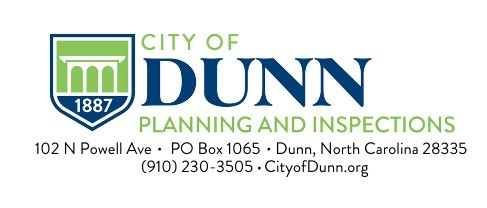 CITY OF
DUNN
1887
PLANNING AND INSPECTIONS
102 N Powell Ave • PO Box 1065 • Dunn, North Carolina 28335
(910) 230-3505 • CityofDunn.org